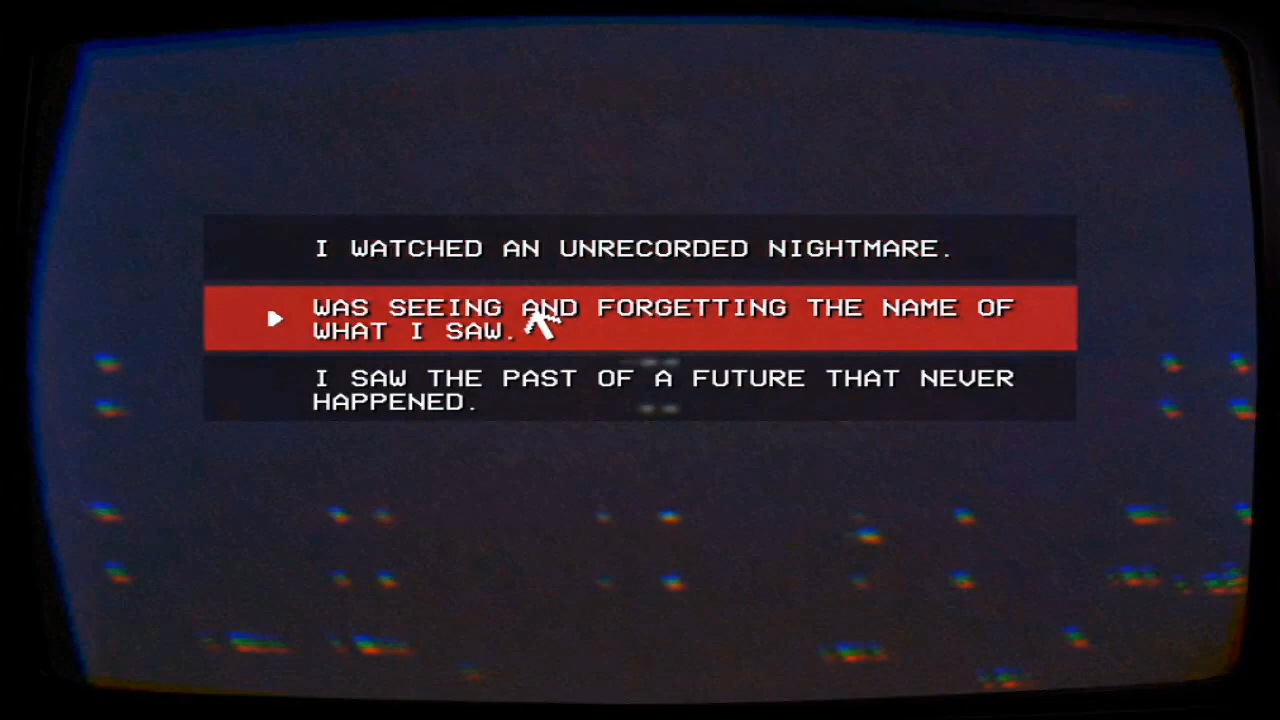 I WATCHED AN UNRECORDED NIGHTMARE.
WAS SEEING AND FORGETTING THE NAME OF
WHAT I SAW.
I SAW THE PAST OF A FUTURE THAT NEVER
HAPPENED.